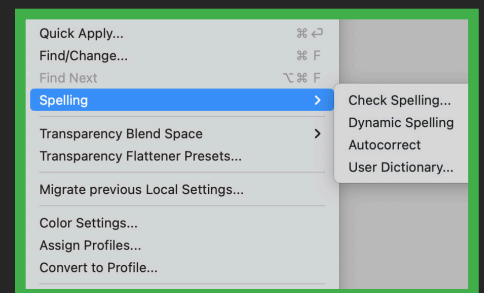 Quick Apply... ⌘↩
Find/Change... ⌘ F
Find Next ⌥⌘ F
Spelling >
Check Spelling...
Dynamic Spelling
Autocorrect
User Dictionary...
Transparency Blend Space >
Transparency Flattener Presets...
Migrate previous Local Settings...
Color Settings...
Assign Profiles...
Convert to Profile...